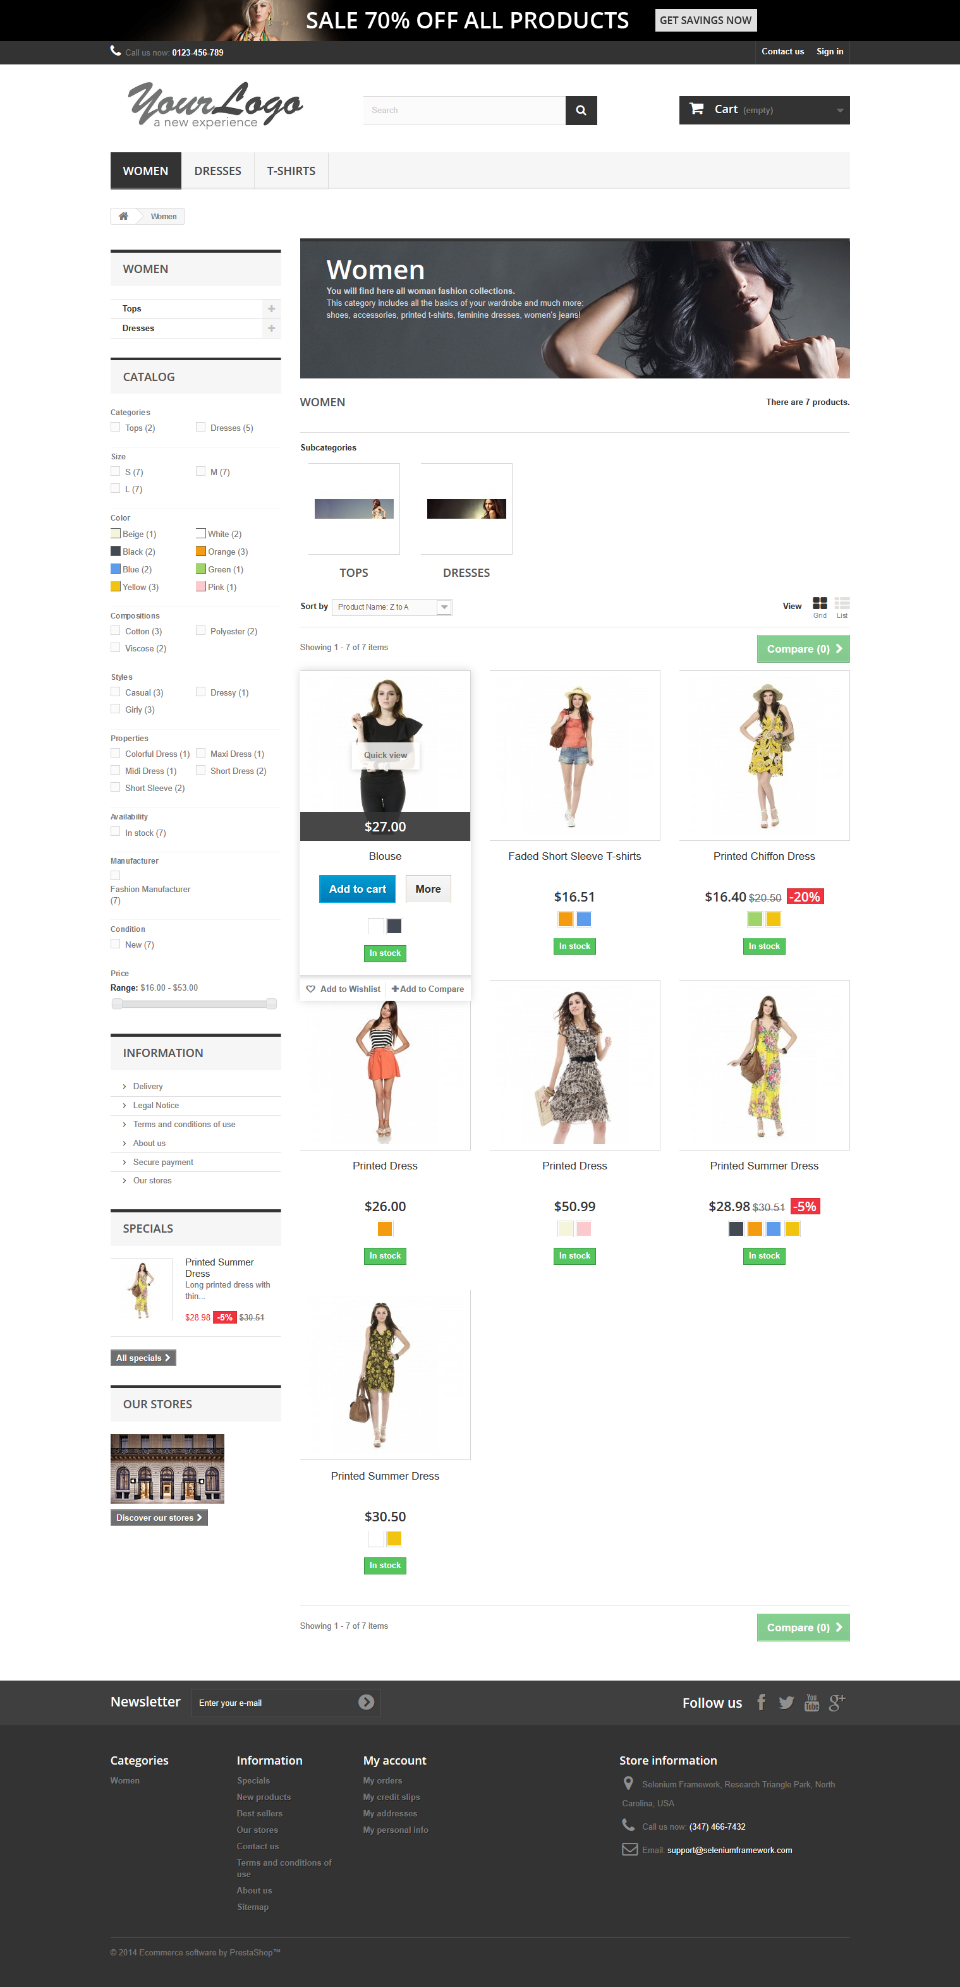 SALE 70% OFF ALL PRODUCTS
GET SAVINGS NOW
Call us now: 0123-456-789
Contact us
Sign in
YourLogo
a new experience
Search
Cart (empty)
WOMEN
DRESSES
T-SHIRTS
Women
WOMEN
Tops
Dresses
CATALOG
Categories
Tops (2)
Dresses (5)
Size
S (7)
M (7)
L (7)
Color
Beige (1)
White (2)
Black (2)
Orange (3)
Blue (2)
Green (1)
Yellow (3)
Pink (1)
Compositions
Cotton (3)
Polyester (2)
Viscose (2)
Styles
Casual (3)
Dressy (1)
Girly (3)
Properties
Colorful Dress (1)
Maxi Dress (1)
Midi Dress (1)
Short Dress (2)
Short Sleeve (2)
Availability
In stock (7)
Manufacturer
Fashion Manufacturer
(7)
Condition
New (7)
Price
Range: $16.00 - $53.00
INFORMATION
Delivery
Legal Notice
Terms and conditions of use
About us
Secure payment
Our stores
SPECIALS
Printed Summer
Dress
Long printed dress with
thin...
$28.98 -5% $30.51
All specials
OUR STORES
Discover our stores
Women
You will find here all woman fashion collections.
This category includes all the basics of your wardrobe and much more:
shoes, accessories, printed t-shirts, feminine dresses, women's jeans!
WOMEN
There are 7 products.
Subcategories
TOPS
DRESSES
Sort by
Product Name: Z to A
View
Grid
List
Showing 1 - 7 of 7 items
Compare (0)
Quick view
$27.00
Blouse
Add to cart
More
In stock
Add to Wishlist
Add to Compare
Faded Short Sleeve T-shirts
$16.51
In stock
Printed Chiffon Dress
$16.40 $20.50 -20%
In stock
Printed Dress
$26.00
In stock
Printed Dress
$50.99
In stock
Printed Summer Dress
$28.98 $30.51 -5%
In stock
Printed Summer Dress
$30.50
In stock
Showing 1 - 7 of 7 items
Compare (0)
Newsletter
Enter your e-mail
Follow us
You
Tube
Categories
Women
Information
Specials
New products
Best sellers
Our stores
Contact us
Terms and conditions of
use
About us
Sitemap
My account
My orders
My credit slips
My addresses
My personal info
Store information
Selenium Framework, Research Triangle Park, North
Carolina, USA
Call us now: (347) 466-7432
Email: support@seleniumframework.com
© 2014 Ecommerce software by PrestaShop™